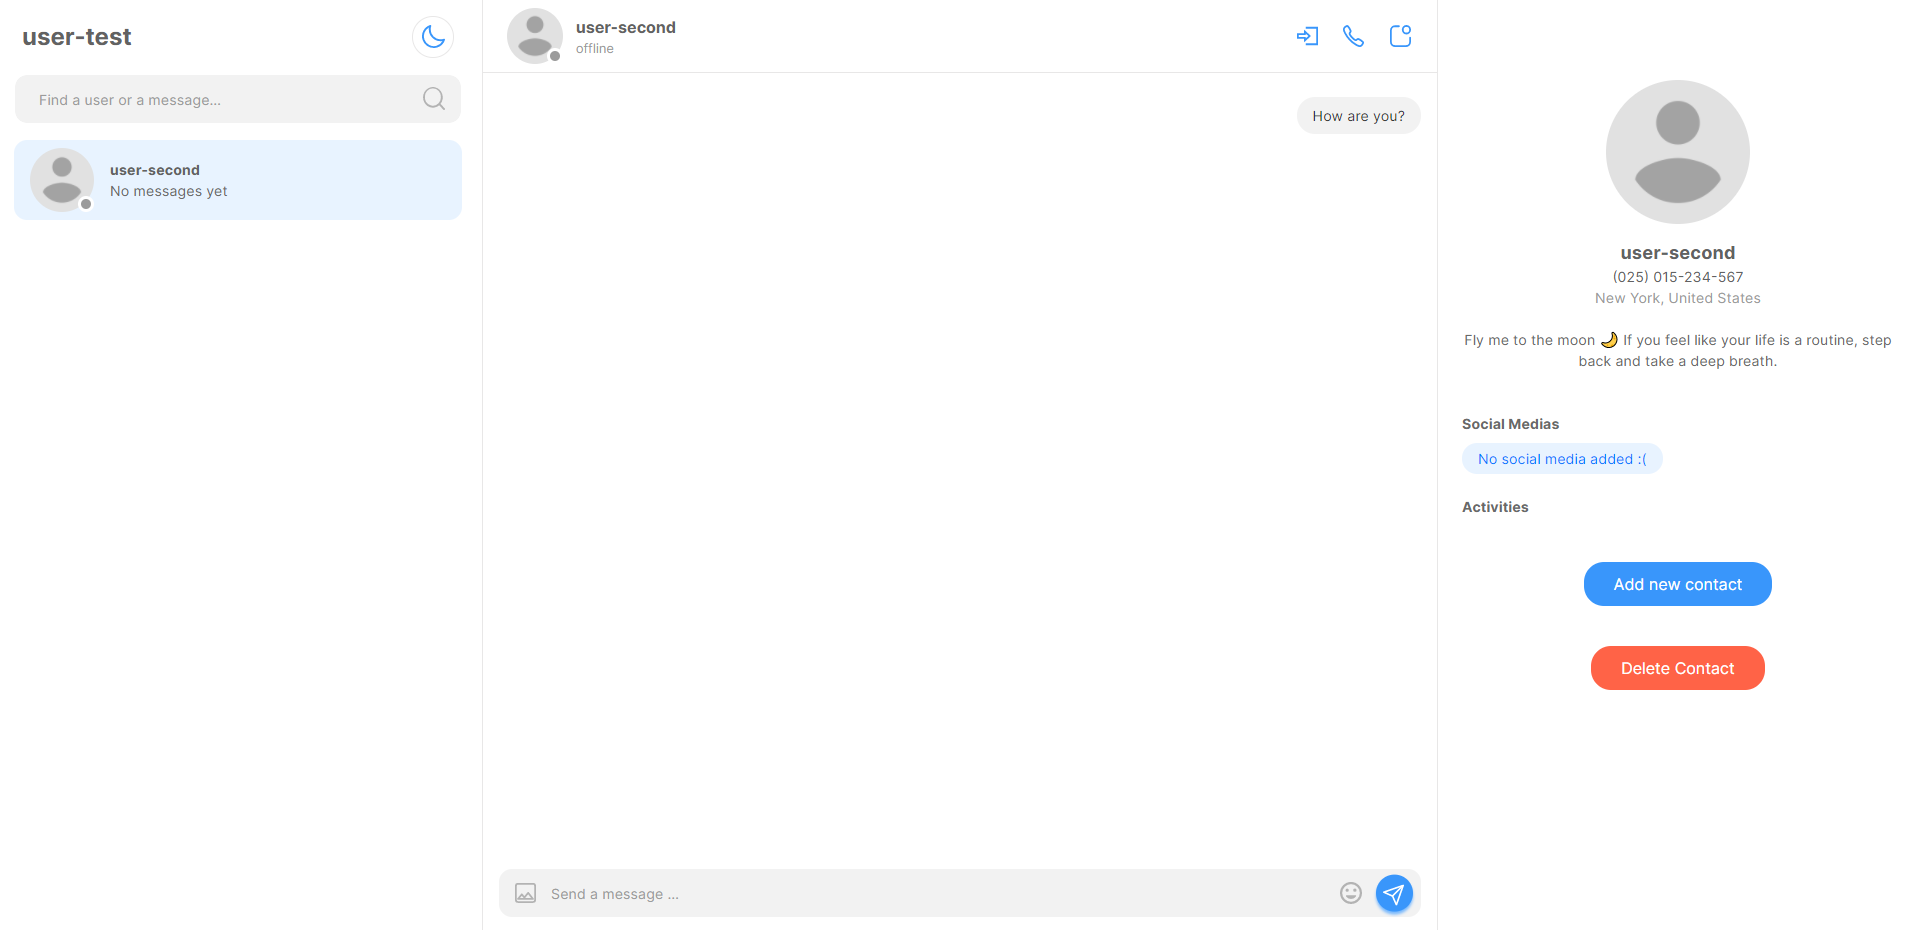 user-test
Find a user or a message...
user-second
No messages yet
user-second
offline
How are you?
Send a message ...
user-second
(025) 015-234-567
New York, United States
Fly me to the moon 🌙 If you feel like your life is a routine, step
back and take a deep breath.
Social Medias
No social media added :(
Activities
Add new contact
Delete Contact